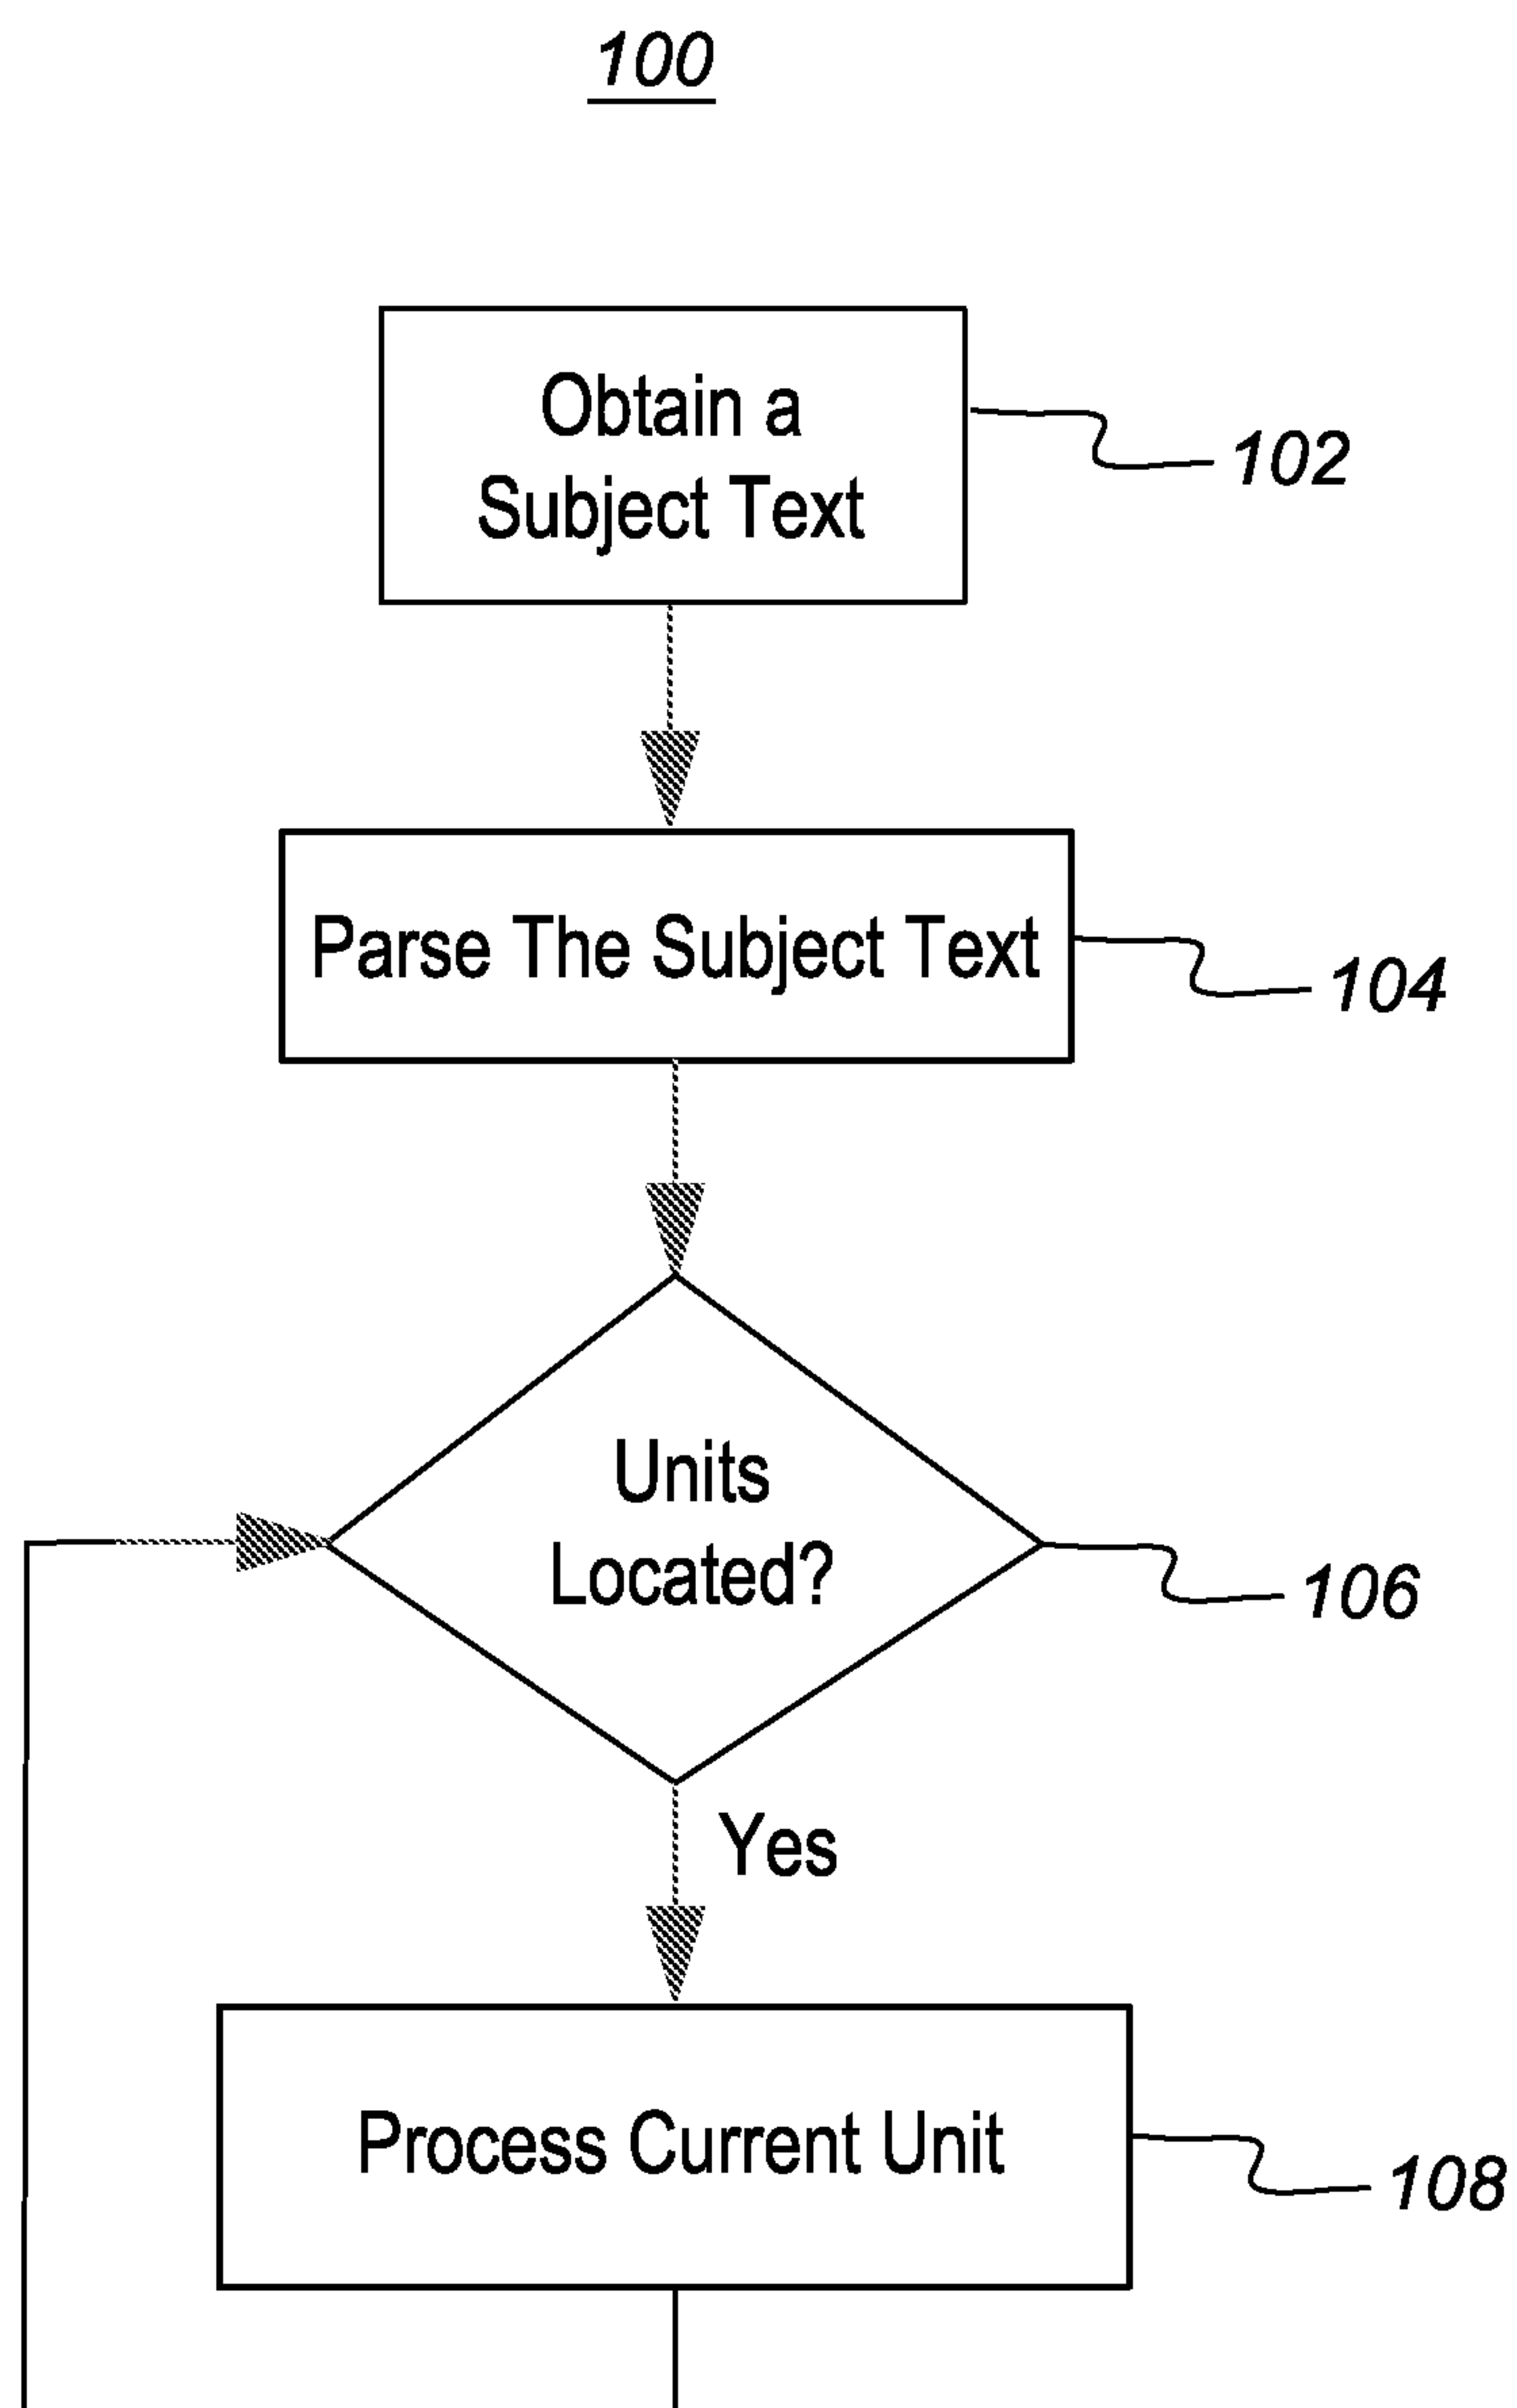 100
Obtain a
Subject Text
102
Parse The Subject Text
104
Units
Located?
106
Yes
Process Current Unit
108